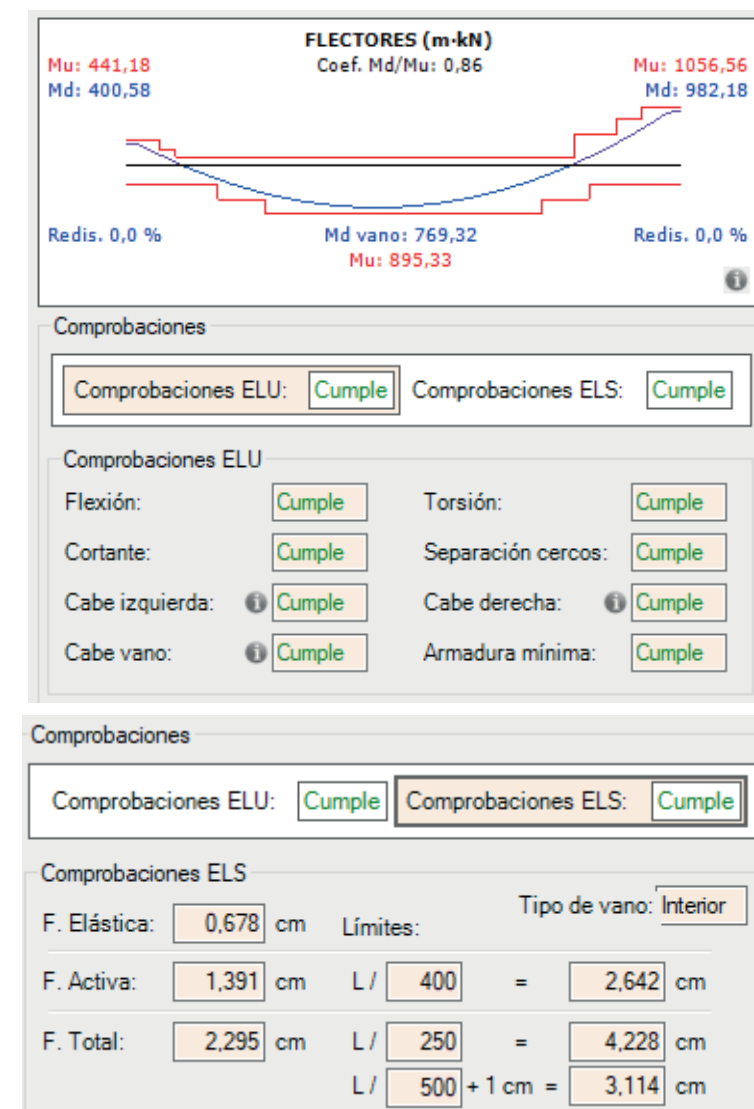 FLECTORES (m·kN)
Mu: 441,18 Coef. Md/Mu: 0,86 Mu: 1056,56
Md: 400,58 Md: 982,18
Redis. 0,0 % Md vano: 769,32 Redis. 0,0 %
Mu: 895,33
Comprobaciones
Comprobaciones ELU: Cumple Comprobaciones ELS: Cumple
Comprobaciones ELU
Flexión: Cumple Torsión: Cumple
Cortante: Cumple Separación cercos: Cumple
Cabe izquierda: Cumple Cabe derecha: Cumple
Cabe vano: Cumple Armadura mínima: Cumple
Comprobaciones
Comprobaciones ELU: Cumple Comprobaciones ELS: Cumple
Comprobaciones ELS
Tipo de vano: Interior
F. Elástica: 0,678 cm Límites:
F. Activa: 1,391 cm L / 400 = 2,642 cm
F. Total: 2,295 cm L / 250 = 4,228 cm
L / 500 + 1 cm = 3,114 cm